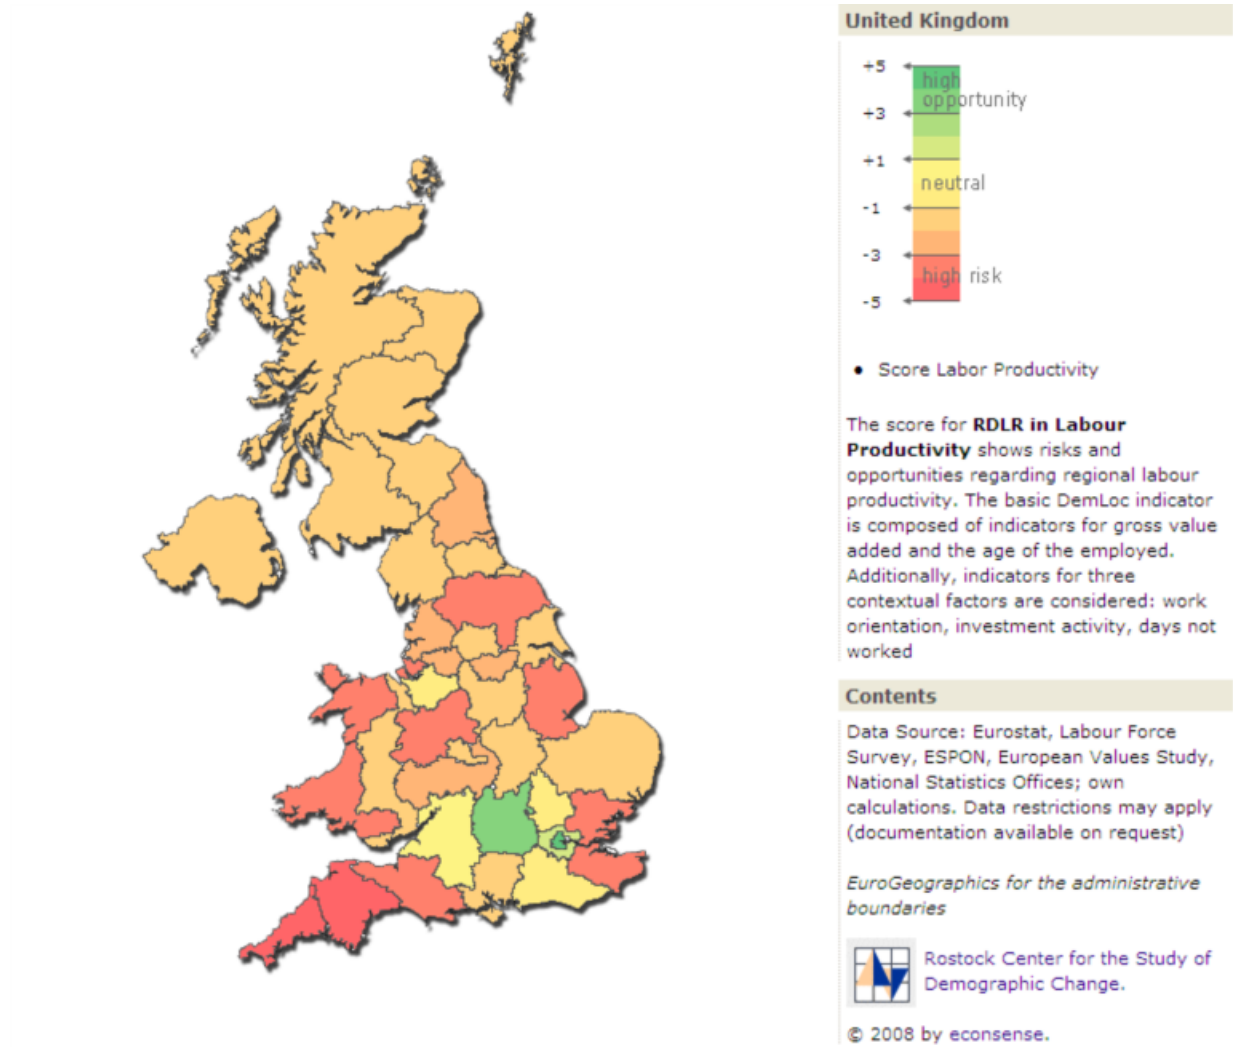 United Kingdom
+5
high
opportunity
+3
+1
neutral
-1
-3
high risk
-5
• Score Labor Productivity
The score for RDLR in Labour
Productivity shows risks and
opportunities regarding regional labour
productivity. The basic DemLoc indicator
is composed of indicators for gross value
added and the age of the employed.
Additionally, indicators for three
contextual factors are considered: work
orientation, investment activity, days not
worked
Contents
Data Source: Eurostat, Labour Force
Survey, ESPON, European Values Study,
National Statistics Offices; own
calculations. Data restrictions may apply
(documentation available on request)
EuroGeographics for the administrative
boundaries
Rostock Center for the Study of
Demographic Change.
© 2008 by econsense.